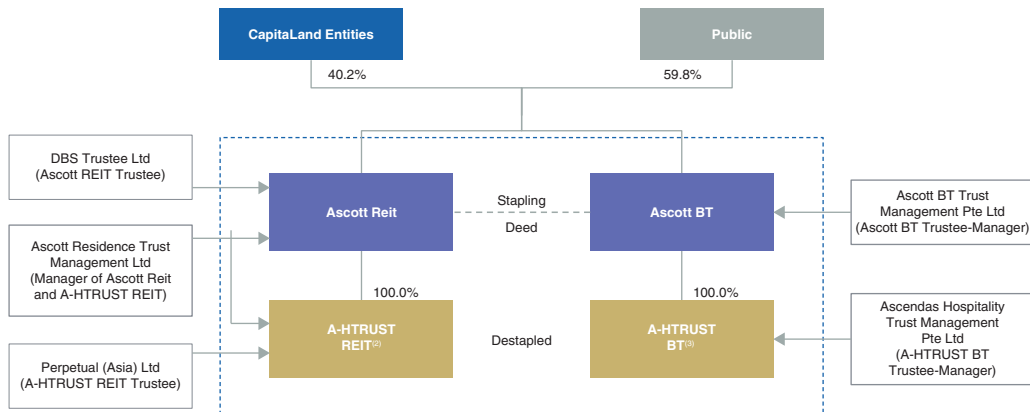 CapitaLand Entities
Public
40.2%
59.8%
DBS Trustee Ltd
(Ascott REIT Trustee)
Ascott Residence Trust
Management Ltd
(Manager of Ascott Reit
and A-HTRUST REIT)
Perpetual (Asia) Ltd
(A-HTRUST REIT Trustee)
Ascott Reit
Stapling
Deed
Ascott BT
100.0%
100.0%
A-HTRUST
REIT(2)
Destapled
A-HTRUST
BT(3)
Ascott BT Trust
Management Pte Ltd
(Ascott BT Trustee-Manager)
Ascendas Hospitality
Trust Management
Pte Ltd
(A-HTRUST BT
Trustee-Manager)